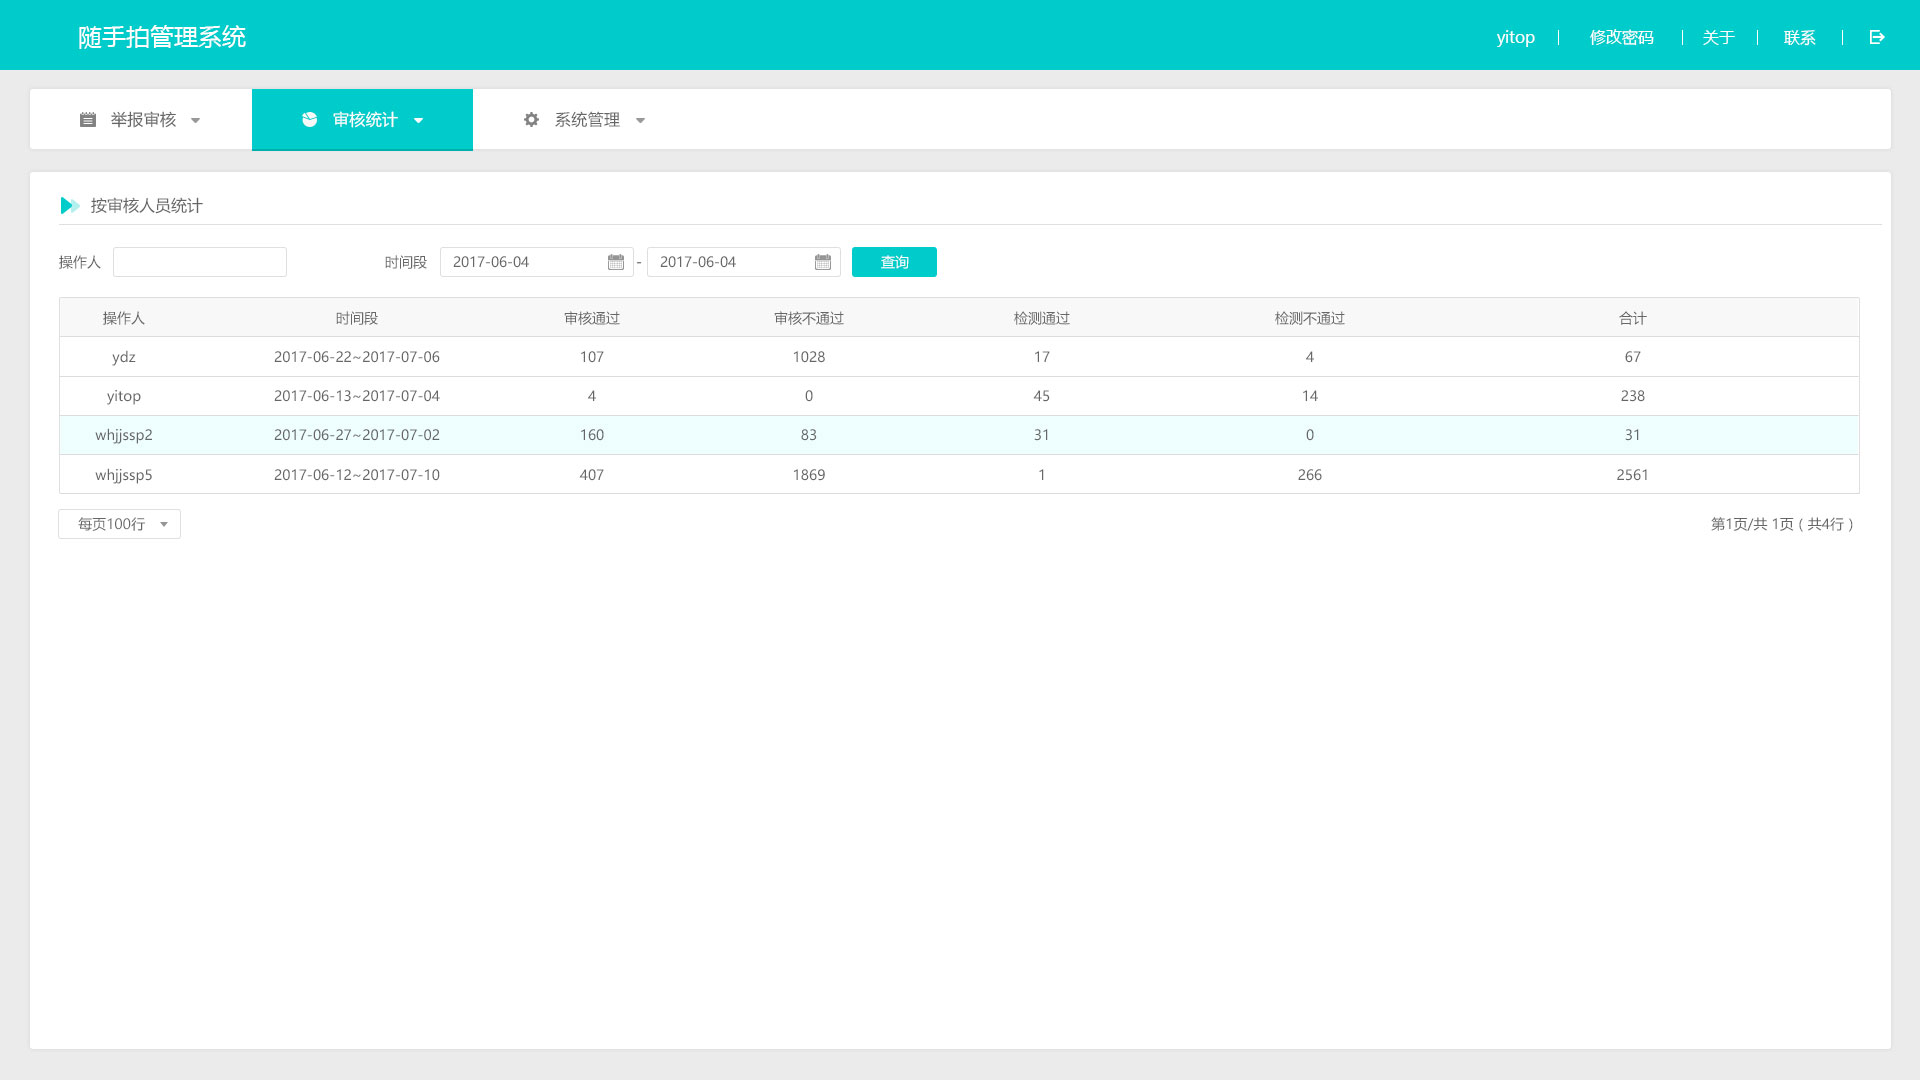 随手拍管理系统
yitop | 修改密码 | 关于 | 联系 |
举报审核 审核统计 系统管理
按审核人员统计
操作人 时间段 2017-06-04 - 2017-06-04 查询
操作人 时间段 审核通过 审核不通过 检测通过 检测不通过 合计
ydz 2017-06-22~2017-07-06 107 1028 17 4 67
yitop 2017-06-13~2017-07-04 4 0 45 14 238
whjjssp2 2017-06-27~2017-07-02 160 83 31 0 31
whjjssp5 2017-06-12~2017-07-10 407 1869 1 266 2561
每页100行 第1页/共 1页 ( 共4行 )